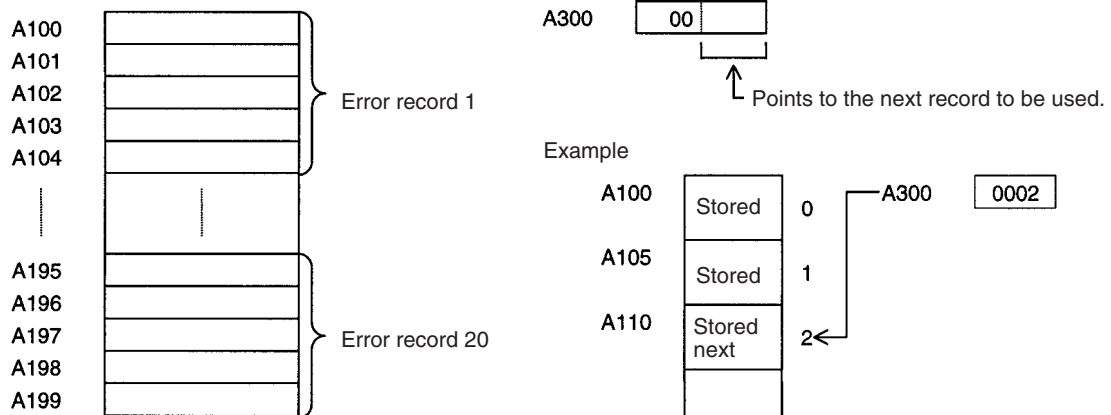 A100
A101
A102
A103
A104
Error record 1
A195
A196
A197
A198
A199
Error record 20
A300
00
Points to the next record to be used.
Example
A100
Stored
0
A300
0002
A105
Stored
1
A110
Stored
next
2